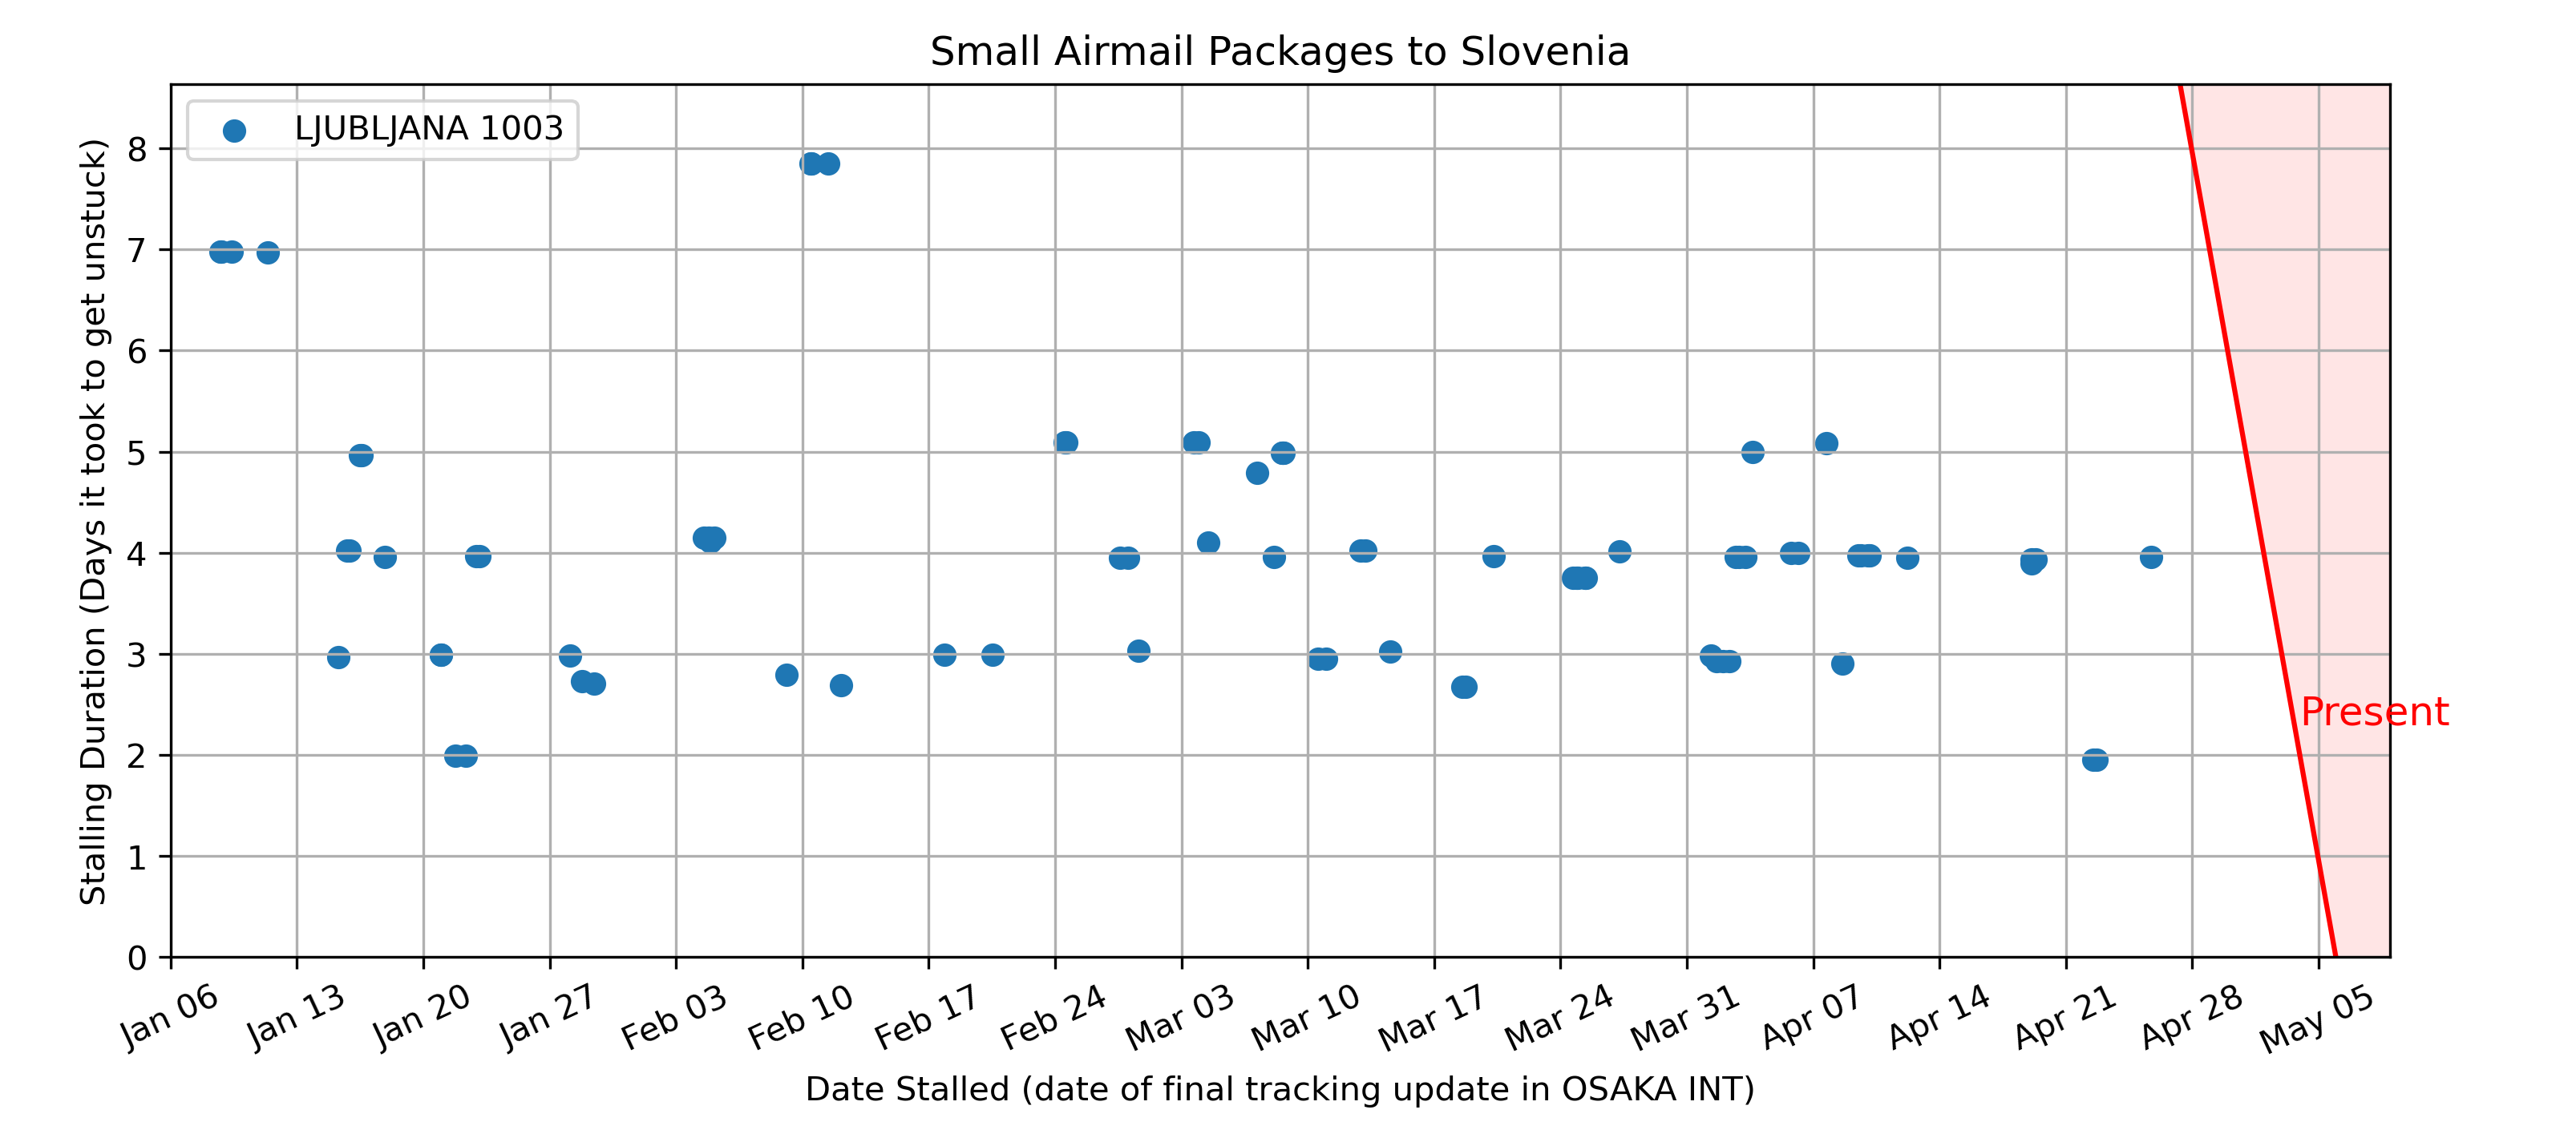 Small Airmail Packages to Slovenia
LJUBLJANA 1003
Stalling Duration (Days it took to get unstuck)
8
7
6
5
4
3
2
1
0
Present
Jan 06 Jan 13 Jan 20 Jan 27 Feb 03 Feb 10 Feb 17 Feb 24 Mar 03 Mar 10 Mar 17 Mar 24 Mar 31 Apr 07 Apr 14 Apr 21 Apr 28 May 05
Date Stalled (date of final tracking update in OSAKA INT)